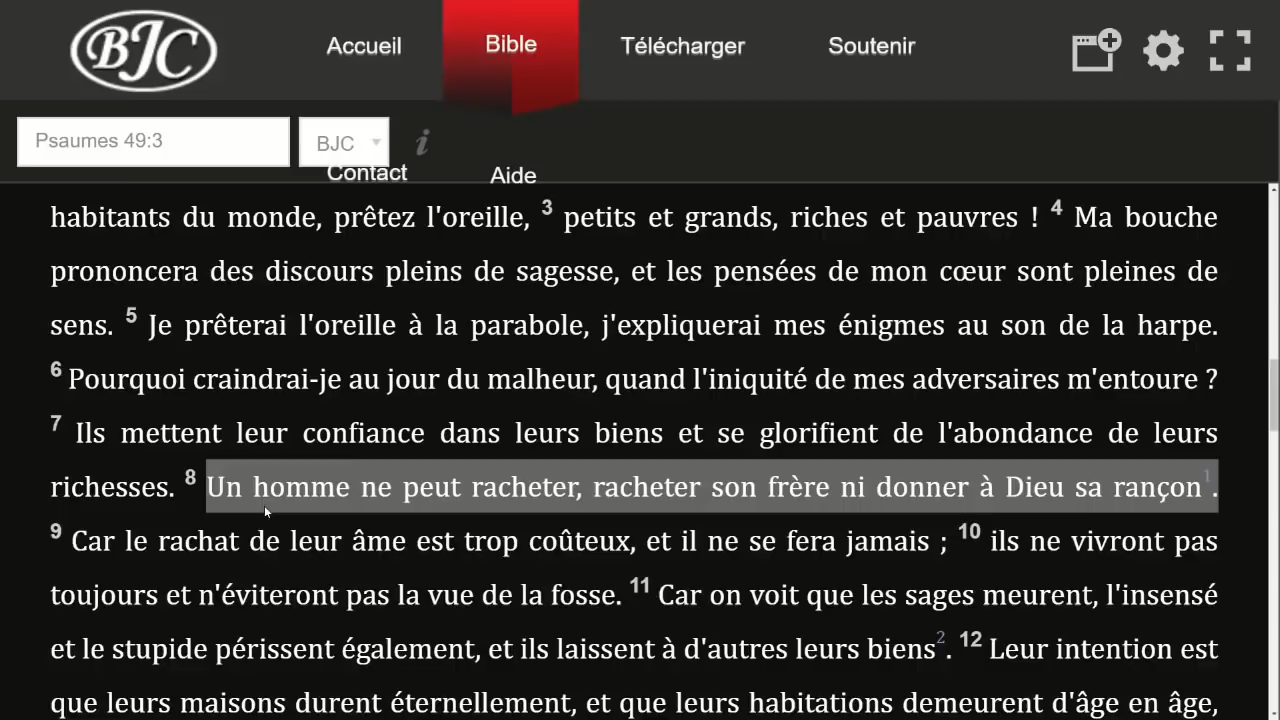 BJC
Accueil
Bible
Télécharger
Soutenir
Psaumes 49:3
BJC
i
Contact
Aide
habitants du monde, prêtez l'oreille, 3 petits et grands, riches et pauvres ! 4 Ma bouche
prononcera des discours pleins de sagesse, et les pensées de mon cœur sont pleines de
sens. 5 Je prêterai l'oreille à la parabole, j'expliquerai mes énigmes au son de la harpe.
6 Pourquoi craindrai-je au jour du malheur, quand l'iniquité de mes adversaires m'entoure ?
7 Ils mettent leur confiance dans leurs biens et se glorifient de l'abondance de leurs
richesses. 8 Un homme ne peut racheter, racheter son frère ni donner à Dieu sa rançon1.
9 Car le rachat de leur âme est trop coûteux, et il ne se fera jamais ; 10 ils ne vivront pas
toujours et n'éviteront pas la vue de la fosse. 11 Car on voit que les sages meurent, l'insensé
et le stupide périssent également, et ils laissent à d'autres leurs biens2. 12 Leur intention est
que leurs maisons durent éternellement, et que leurs habitations demeurent d'âge en âge,